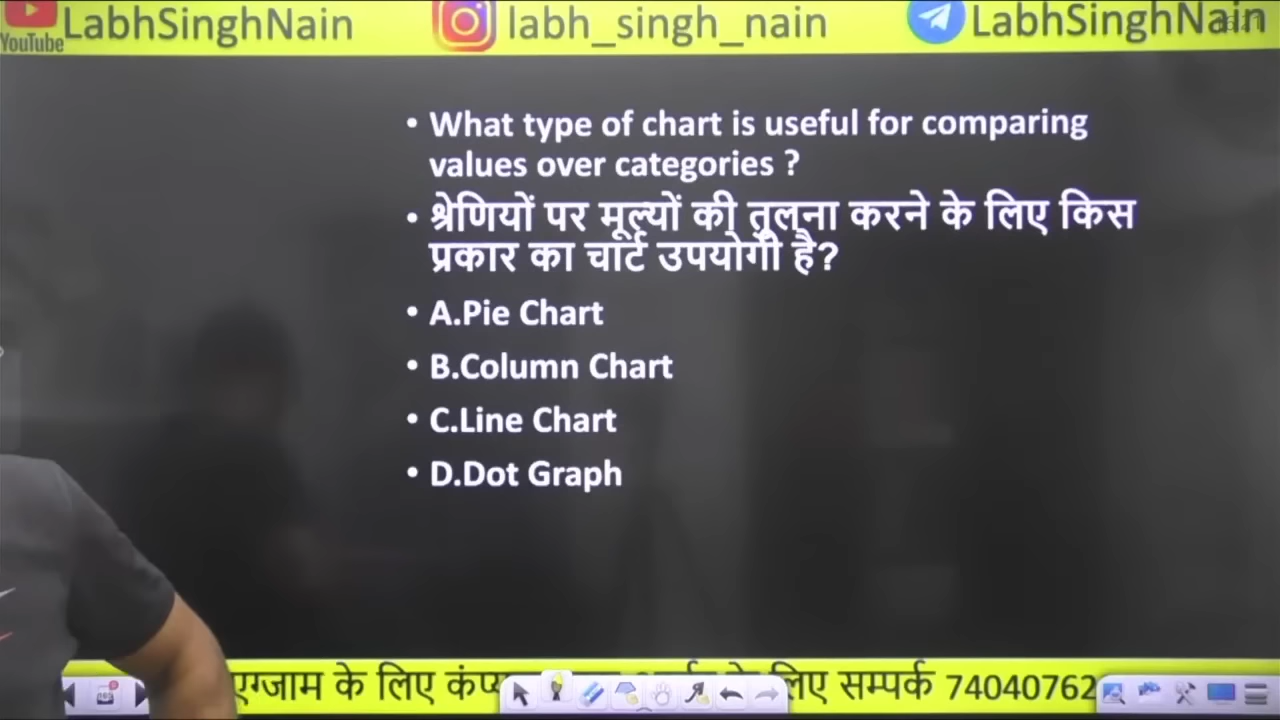 YouTube LabhSinghNain labh_singh_nain LabhSinghNain
• What type of chart is useful for comparing
values over categories ?
• श्रेणियों पर मूल्यों की तुलना करने के लिए किस
प्रकार का चार्ट उपयोगी है?
• A.Pie Chart
• B.Column Chart
• C.Line Chart
• D.Dot Graph
एग्जाम के लिए लिए सम्पर्क 74040762